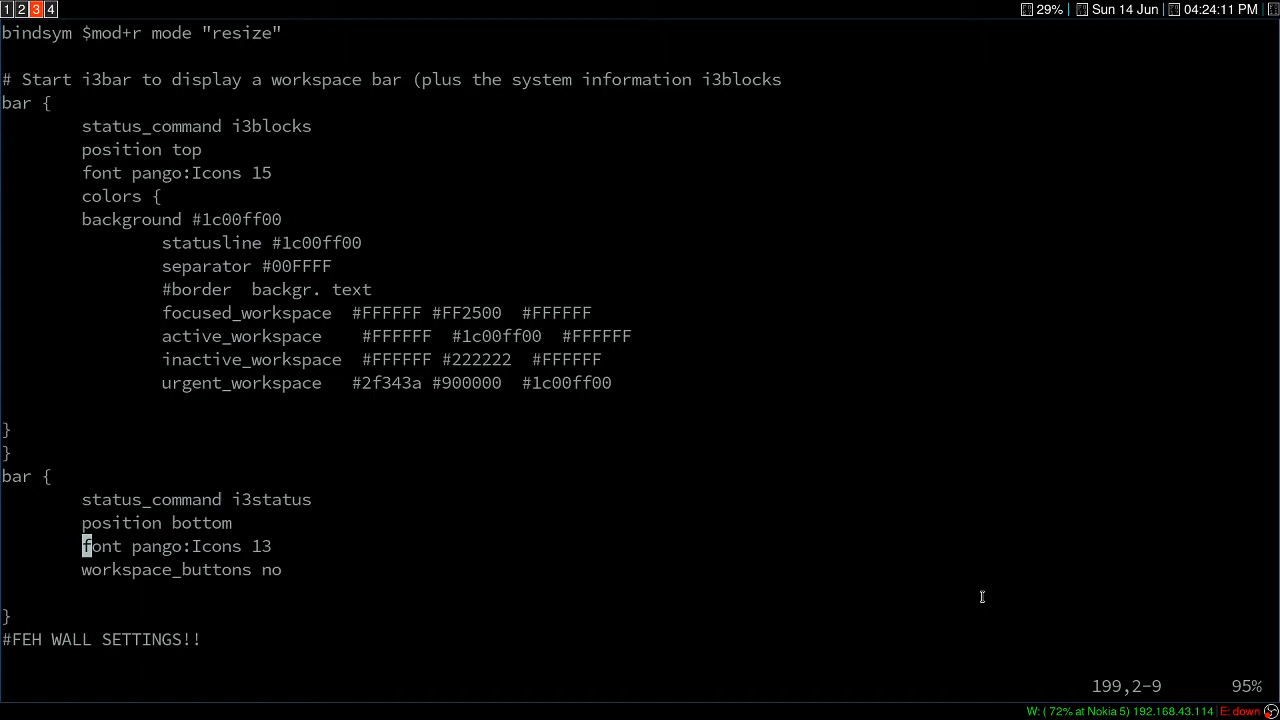 1 2 3 4 29% | Sun 14 Jun | 04:24:11 PM |
bindsym $mod+r mode "resize"
# Start i3bar to display a workspace bar (plus the system information i3blocks
bar {
status_command i3blocks
position top
font pango:Icons 15
colors {
background #1c00ff00
statusline #1c00ff00
separator #00FFFF
#border backgr. text
focused_workspace #FFFFFF #FF2500 #FFFFFF
active_workspace #FFFFFF #1c00ff00 #FFFFFF
inactive_workspace #FFFFFF #222222 #FFFFFF
urgent_workspace #2f343a #900000 #1c00ff00
}
}
bar {
status_command i3status
position bottom
font pango:Icons 13
workspace_buttons no
}
#FEH WALL SETTINGS!!
199,2-9 95%
W: ( 72% at Nokia 5) 192.168.43.114 | E: down